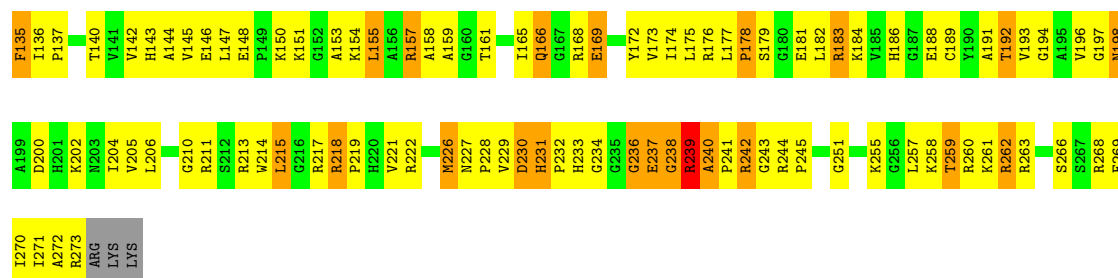 F135 I136 P137 T140 V141 V142 H143 A144 V145 E146 L147 E148 P149 K150 K151 G152 A153 K154 L155 A156 R157 A158 A159 G160 T161 I165 Q166 G167 R168 E169 Y172 V173 I174 L175 R176 L177 P178 S179 G180 E181 L182 R183 K184 V185 H186 G187 E188 C189 Y190 A191 T192 V193 G194 A195 V196 G197 N198
A199 D200 H201 K202 N203 I204 V205 L206 G210 R211 S212 R213 W214 L215 G216 R217 R218 P219 H220 V221 R222 M226 N227 P228 V229 D230 H231 P232 H233 G234 G235 G236 E237 G238 R239 A240 P241 R242 G243 R244 P245 G251 K255 G256 L257 K258 T259 R260 K261 R262 R263 S266 S267 R268
I270 I271 A272 R273 ARG LYS LYS